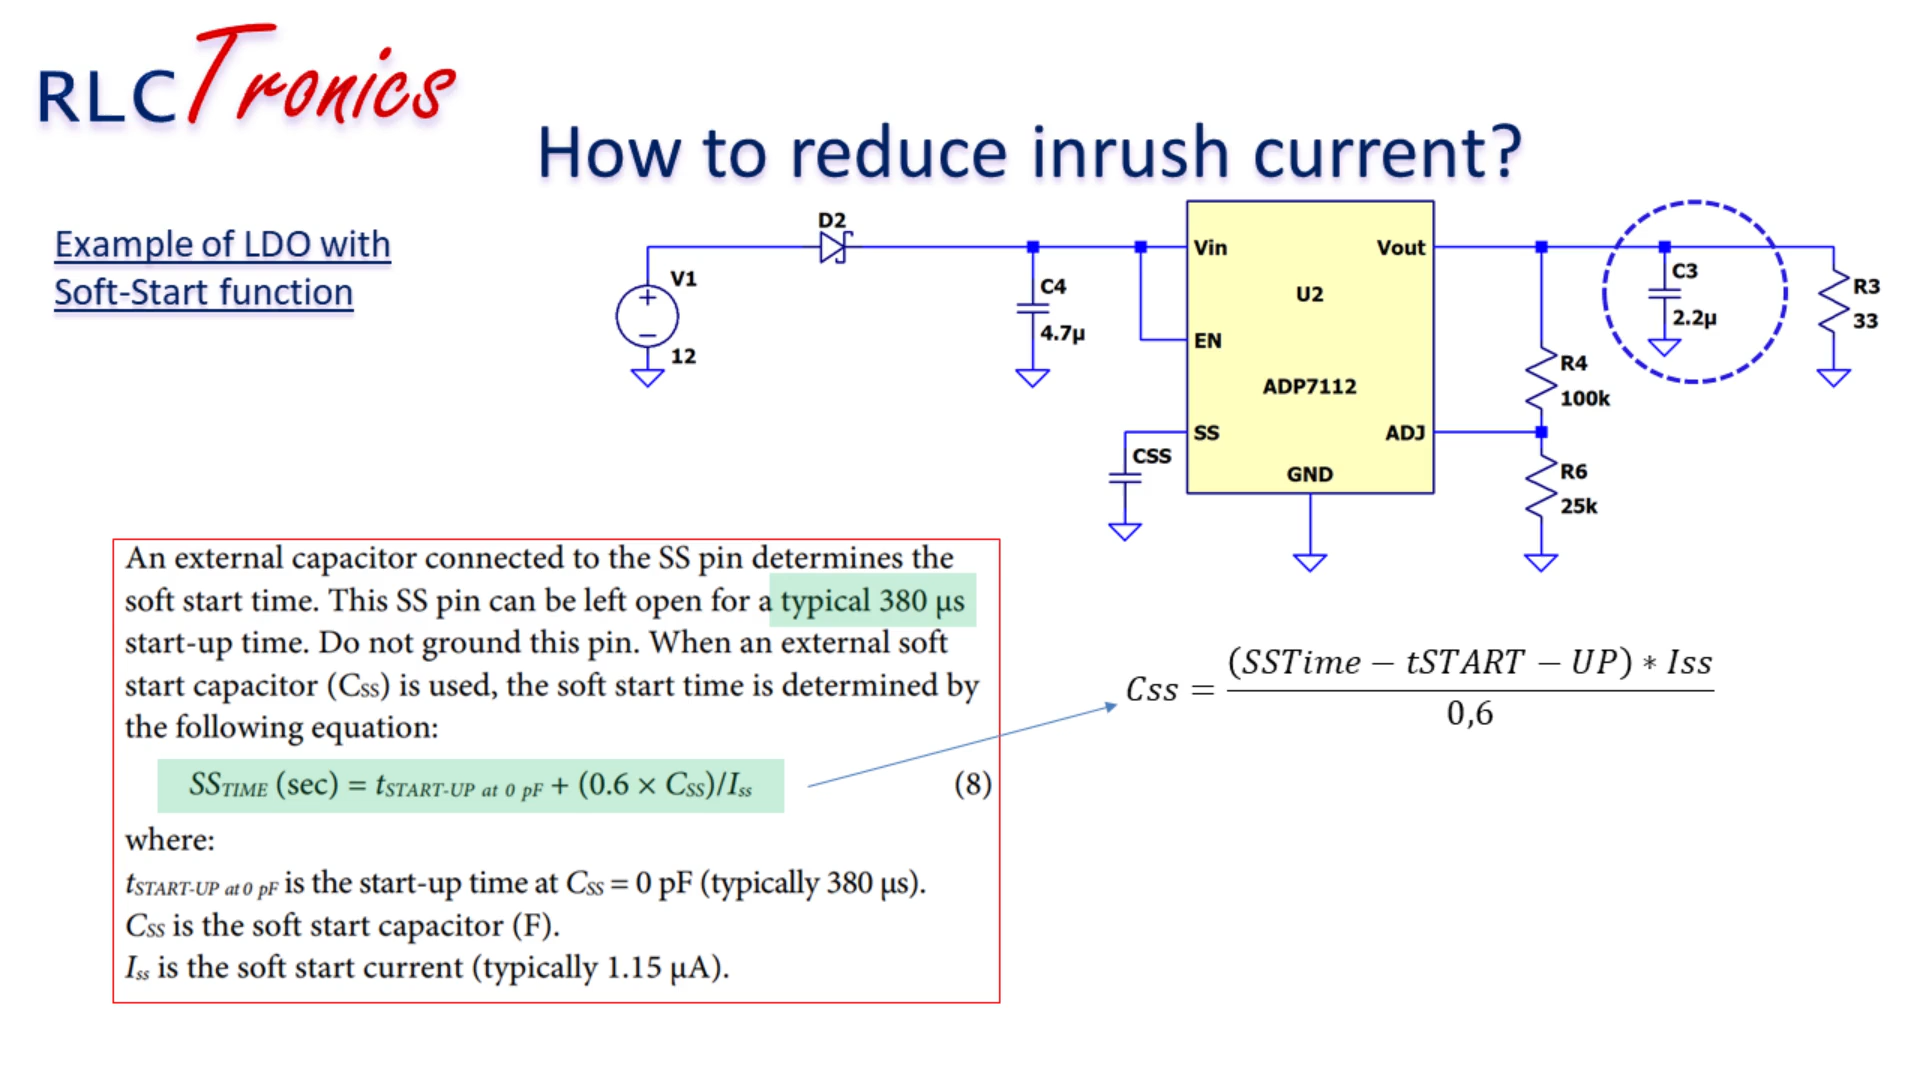 RLCTronics
How to reduce inrush current?
Example of LDO with
Soft-Start function
D2
V1
+
−
12
C4
4.7µ
Vin
Vout
U2
EN
ADP7112
SS
ADJ
GND
CSS
C3
2.2µ
R3
33
R4
100k
R6
25k
An external capacitor connected to the SS pin determines the
soft start time. This SS pin can be left open for a typical 380 µs
start-up time. Do not ground this pin. When an external soft
start capacitor (CSS) is used, the soft start time is determined by
the following equation:
SSTIME (sec) = tSTART-UP at 0 pF + (0.6 × CSS)/Iss (8)
where:
tSTART-UP at 0 pF is the start-up time at CSS = 0 pF (typically 380 µs).
CSS is the soft start capacitor (F).
Iss is the soft start current (typically 1.15 µA).
Css = (SSTime − tSTART − UP) ∗ Iss
0,6